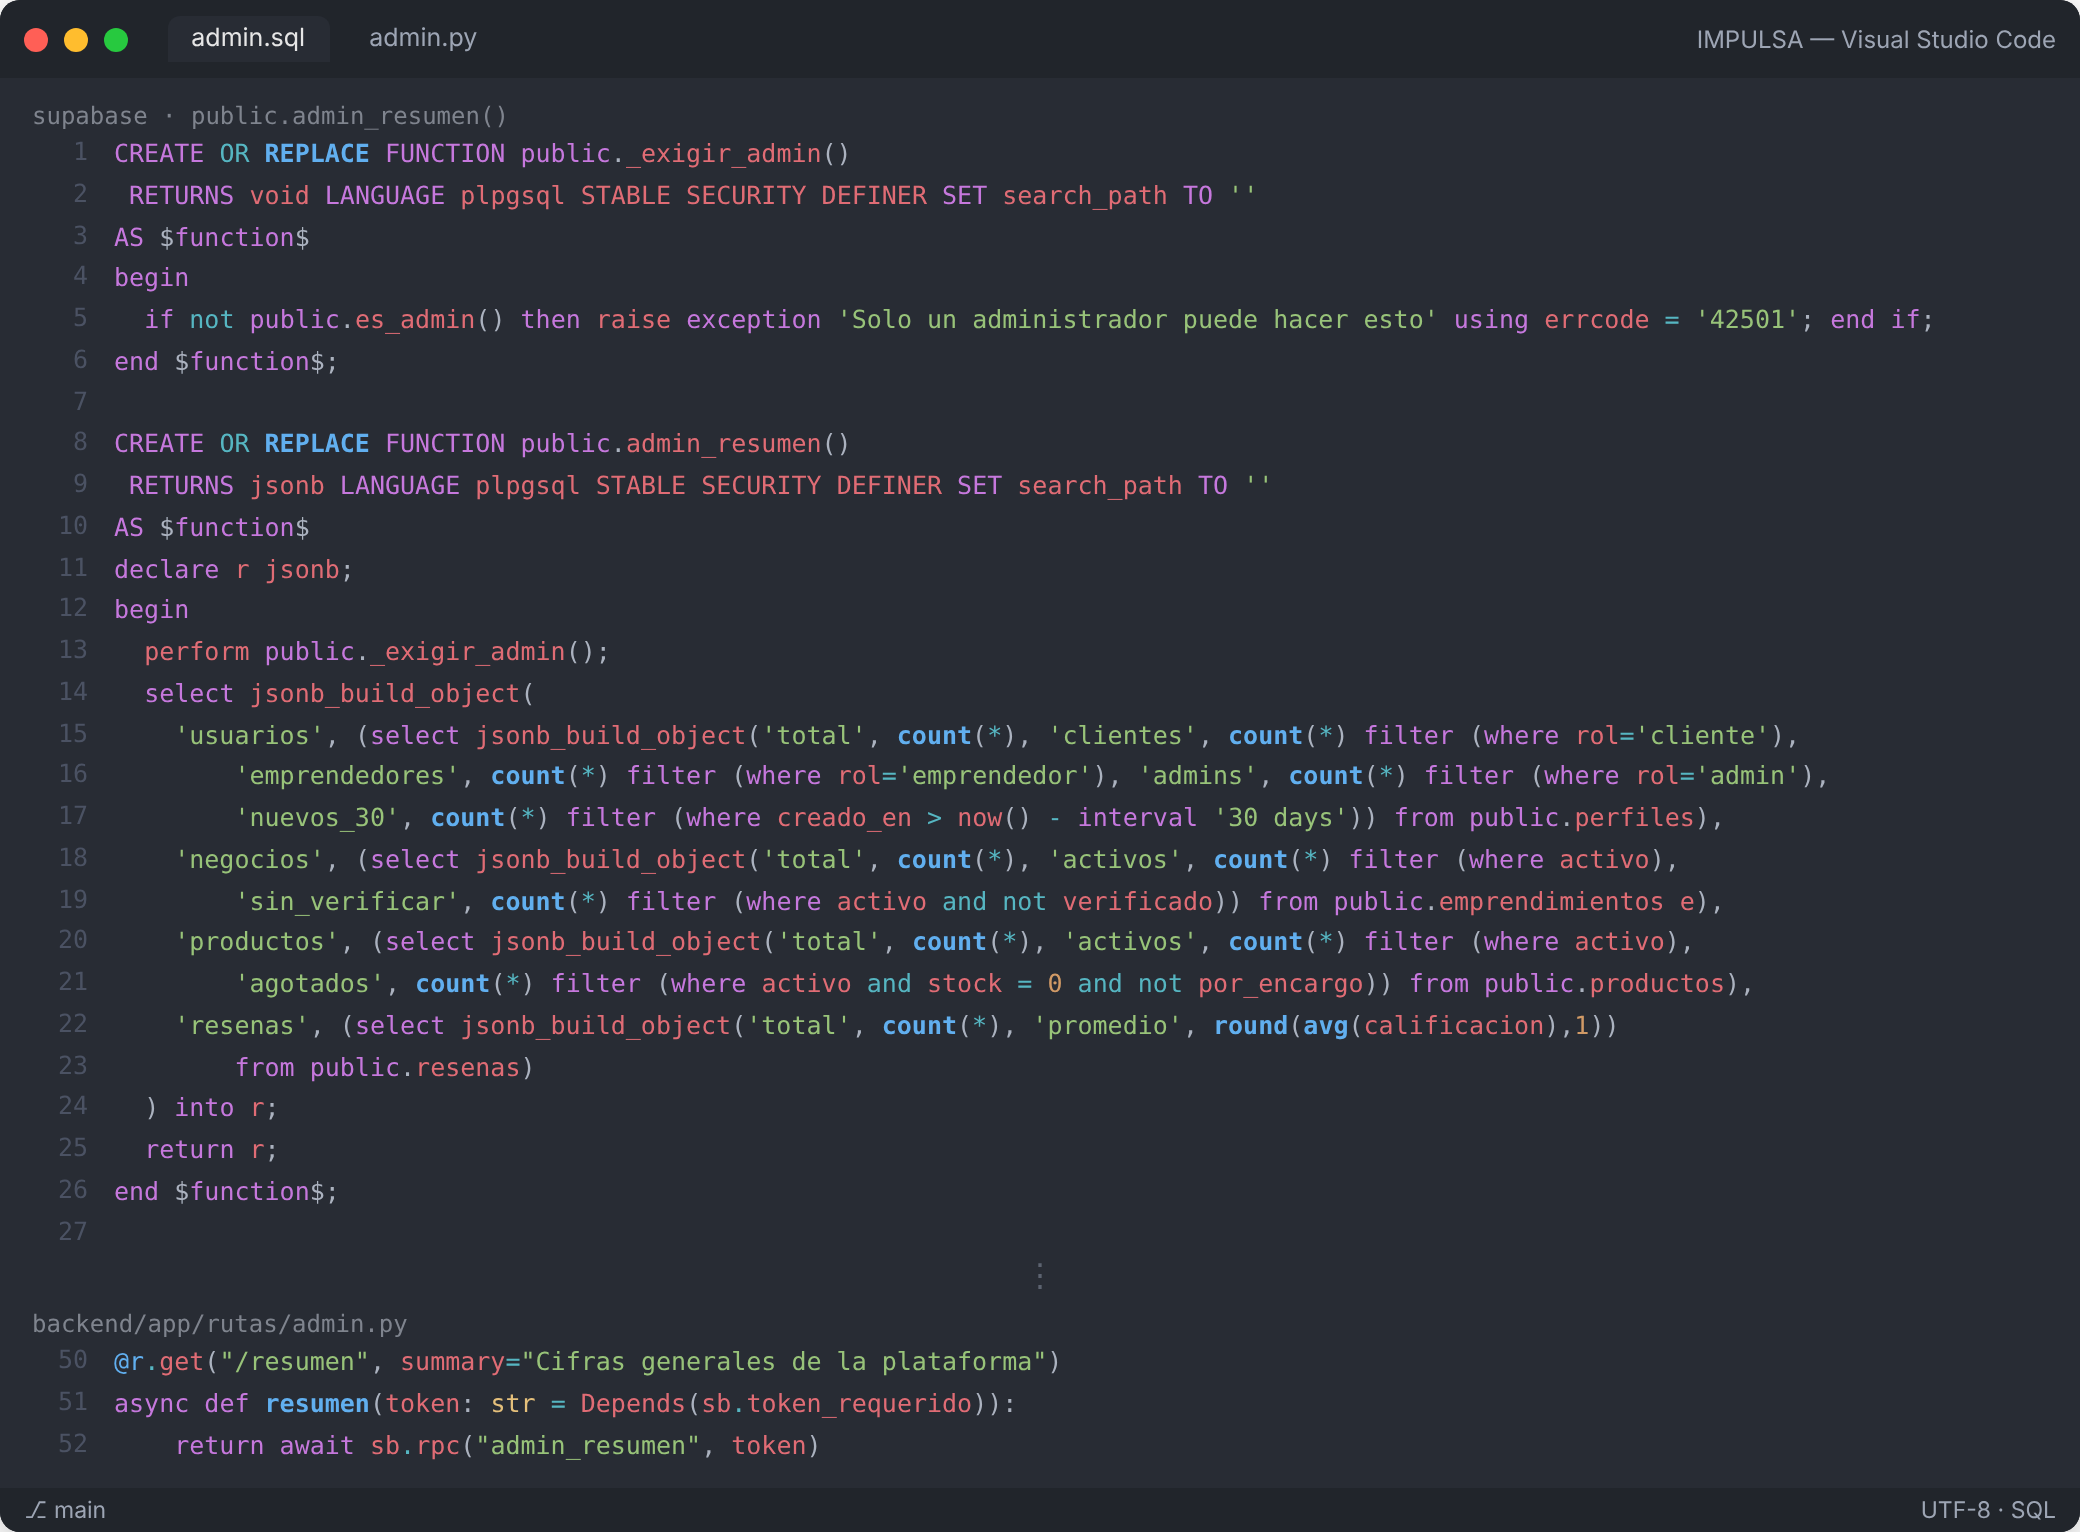 admin.sql admin.py IMPULSA — Visual Studio Code
supabase · public.admin_resumen()
1 CREATE OR REPLACE FUNCTION public._exigir_admin()
2  RETURNS void LANGUAGE plpgsql STABLE SECURITY DEFINER SET search_path TO ''
3 AS $function$
4 begin
5   if not public.es_admin() then raise exception 'Solo un administrador puede hacer esto' using errcode = '42501'; end if;
6 end $function$;
7
8 CREATE OR REPLACE FUNCTION public.admin_resumen()
9  RETURNS jsonb LANGUAGE plpgsql STABLE SECURITY DEFINER SET search_path TO ''
10 AS $function$
11 declare r jsonb;
12 begin
13   perform public._exigir_admin();
14   select jsonb_build_object(
15     'usuarios', (select jsonb_build_object('total', count(*), 'clientes', count(*) filter (where rol='cliente'),
16         'emprendedores', count(*) filter (where rol='emprendedor'), 'admins', count(*) filter (where rol='admin'),
17         'nuevos_30', count(*) filter (where creado_en > now() - interval '30 days')) from public.perfiles),
18     'negocios', (select jsonb_build_object('total', count(*), 'activos', count(*) filter (where activo),
19         'sin_verificar', count(*) filter (where activo and not verificado)) from public.emprendimientos e),
20     'productos', (select jsonb_build_object('total', count(*), 'activos', count(*) filter (where activo),
21         'agotados', count(*) filter (where activo and stock = 0 and not por_encargo)) from public.productos),
22     'resenas', (select jsonb_build_object('total', count(*), 'promedio', round(avg(calificacion),1))
23         from public.resenas)
24   ) into r;
25   return r;
26 end $function$;
27
⋮
backend/app/rutas/admin.py
50 @r.get("/resumen", summary="Cifras generales de la plataforma")
51 async def resumen(token: str = Depends(sb.token_requerido)):
52     return await sb.rpc("admin_resumen", token)
⎇ main UTF-8 · SQL